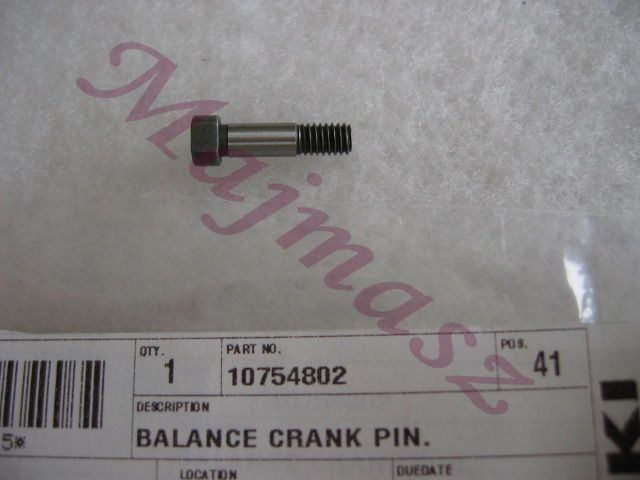 Majmasz
QTY. PART NO. POS.
1 10754802 41
DESCRIPTION
5* BALANCE CRANK PIN.
KI
LOCATION DUEDATE